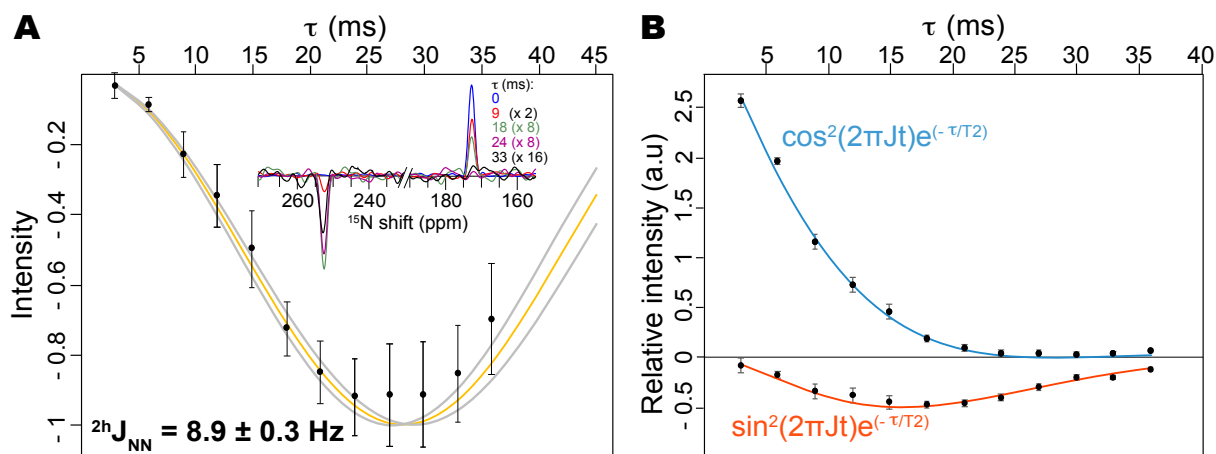 A
τ (ms)
5 10 15 20 25 30 35 40 45
Intensity
- 0.2
- 0.4
- 0.6
- 0.8
- 1
τ (ms):
0
9 (x 2)
18 (x 8)
24 (x 8)
33 (x 16)
260 240 180 160
¹⁵N shift (ppm)
²ʰJ_NN = 8.9 ± 0.3 Hz
B
τ (ms)
0 5 10 15 20 25 30 35 40
Relative intensity (a.u)
2.5
2
1.5
1
0.5
0
- 0.5
cos²(2πJt)e^(- τ/T2)
sin²(2πJt)e^(- τ/T2)